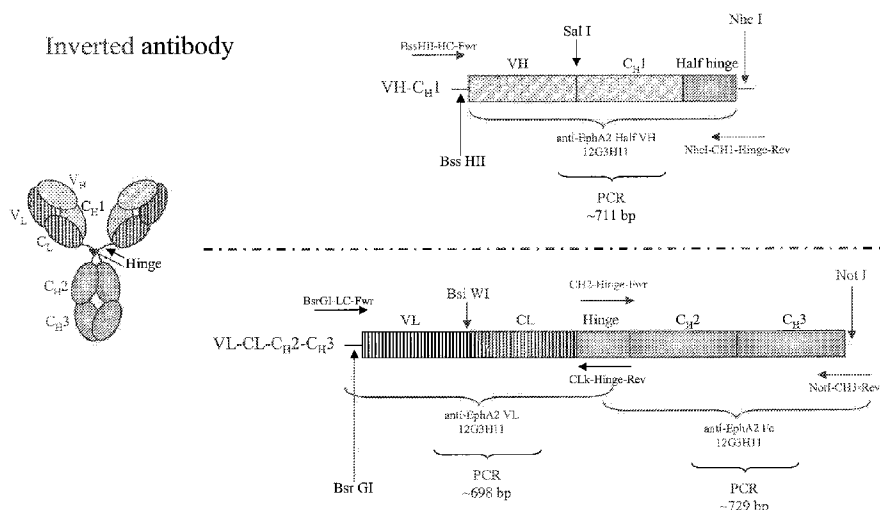 Inverted antibody
Nhe I
Sal I
BssHII-HC-Fwr
VH
CH1
Half hinge
VH-CH1
anti-EphA2 Half VH
12G3H11
NheI-CH1-Hinge-Rev
Bss HII
PCR
~711 bp
VH
CH1
VL
CL
Hinge
CH2
CH3
Not I
BsrGI-LC-Fwr
Bsi WI
CH2-Hinge-Fwr
VL
CL
Hinge
CH2
CH3
VL-CL-CH2-CH3
CLk-Hinge-Rev
NotI-CH3-Rev
anti-EphA2 VL
12G3H11
anti-EphA2 Fc
12G3H11
Bsr GI
PCR
~698 bp
PCR
~729 bp